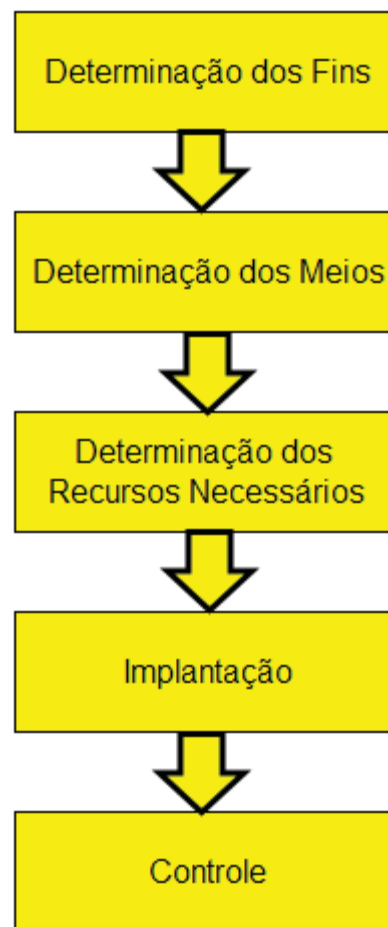 Determinação dos Fins
Determinação dos Meios
Determinação dos
Recursos Necessários
Implantação
Controle